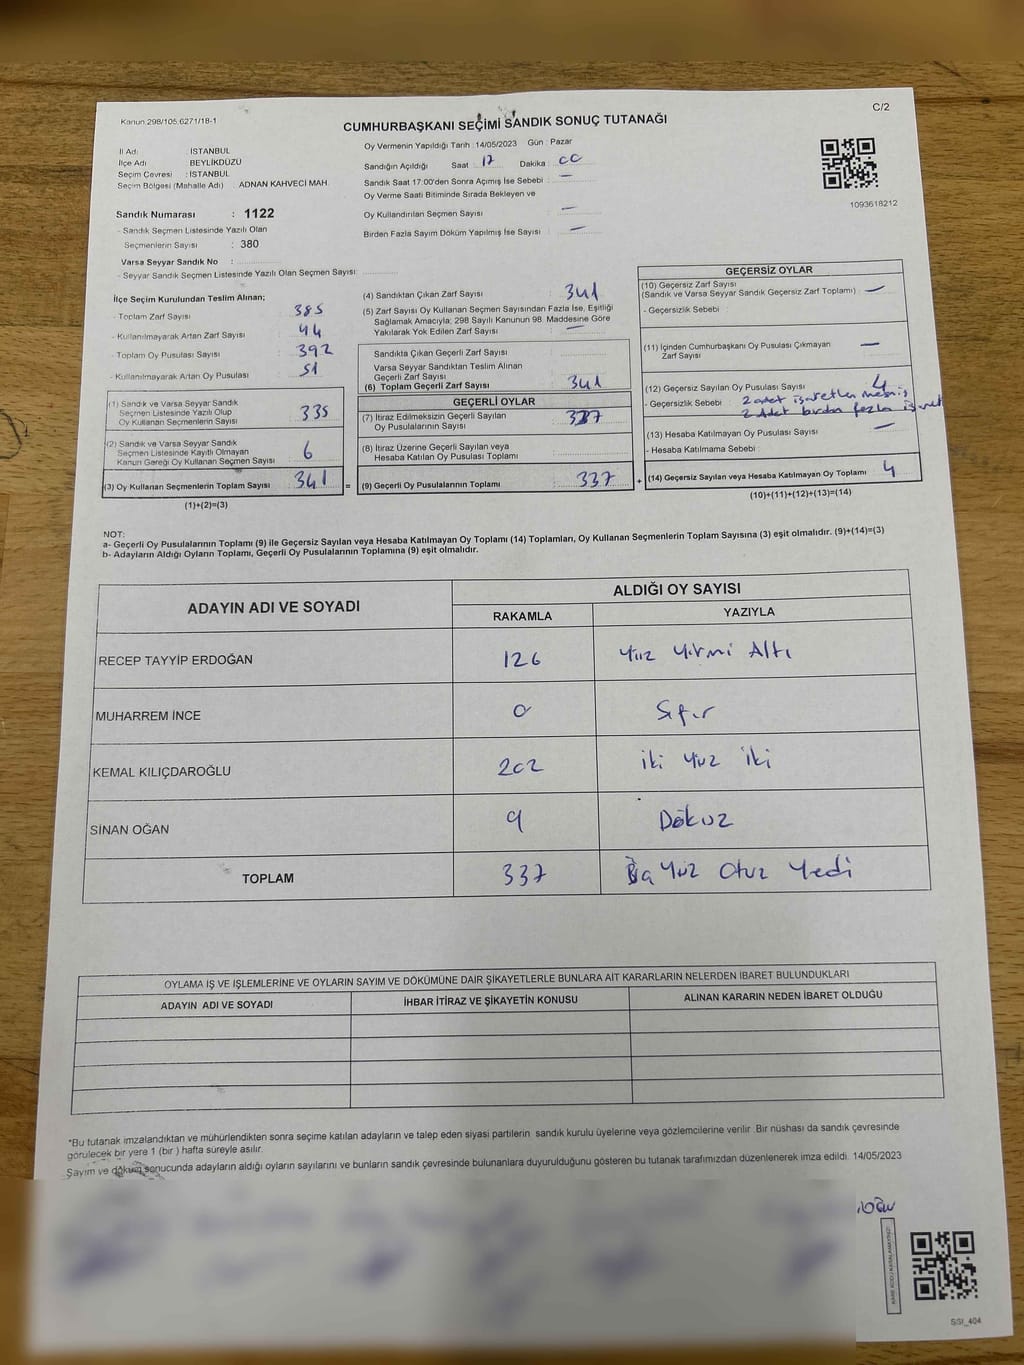 C/2
Kanun 298/105.6271/18-1
CUMHURBAŞKANI SEÇİMİ SANDIK SONUÇ TUTANAĞI
İl Adı : İSTANBUL
İlçe Adı BEYLİKDÜZÜ
Seçim Çevresi : İSTANBUL
Seçim Bölgesi (Mahalle Adı) . ADNAN KAHVECİ MAH.
Oy Vermenin Yapıldığı Tarih : 14/05/2023 Gün : Pazar
Sandığın Açıldığı Saat : 17 Dakika : 00
Sandık Saat 17:00'den Sonra Açımış İse Sebebi : —
Oy Verme Saati Bitiminde Sırada Bekleyen ve
Oy Kullandırılan Seçmen Sayısı : —
Birden Fazla Sayım Döküm Yapılmış İse Sayısı : —
1093618212
Sandık Numarası : 1122
- Sandık Seçmen Listesinde Yazılı Olan
Seçmenlerin Sayısı : 380
Varsa Seyyar Sandık No :
- Seyyar Sandık Seçmen Listesinde Yazılı Olan Seçmen Sayısı :
İlçe Seçim Kurulundan Teslim Alınan;
- Toplam Zarf Sayısı : 385
- Kullanılmayarak Artan Zarf Sayısı : 44
- Toplam Oy Pusulası Sayısı : 392
- Kullanılmayarak Artan Oy Pusulası : 51
(1) Sandık ve Varsa Seyyar Sandık
Seçmen Listesinde Yazılı Olup
Oy Kullanan Seçmenlerin Sayısı : 335
(2) Sandık ve Varsa Seyyar Sandık
Seçmen Listesinde Kayıtlı Olmayan
Kanun Gereği Oy Kullanan Seçmen Sayısı : 6
(3) Oy Kullanan Seçmenlerin Toplam Sayısı : 341 =
(1)+(2)=(3)
(4) Sandıktan Çıkan Zarf Sayısı : 341
(5) Zarf Sayısı Oy Kullanan Seçmen Sayısından Fazla İse, Eşitliği
Sağlamak Amacıyla; 298 Sayılı Kanunun 98. Maddesine Göre
Yakılarak Yok Edilen Zarf Sayısı : —
Sandıkta Çıkan Geçerli Zarf Sayısı :
Varsa Seyyar Sandıktan Teslim Alınan
Geçerli Zarf Sayısı :
(6) Toplam Geçerli Zarf Sayısı : 341
GEÇERLİ OYLAR
(7) İtiraz Edilmeksizin Geçerli Sayılan
Oy Pusulalarının Sayısı : 337
(8) İtiraz Üzerine Geçerli Sayılan veya
Hesaba Katılan Oy Pusulası Toplamı :
(9) Geçerli Oy Pusulalarının Toplamı : 337 +
GEÇERSİZ OYLAR
(10) Geçersiz Zarf Sayısı
(Sandık ve Varsa Seyyar Sandık Geçersiz Zarf Toplamı) : —
- Geçersizlik Sebebi :
(11) İçinden Cumhurbaşkanı Oy Pusulası Çıkmayan
Zarf Sayısı : —
(12) Geçersiz Sayılan Oy Pusulası Sayısı : 4
- Geçersizlik Sebebi : 2 adet işaretlenmemiş
2 adet birden fazla işaret
(13) Hesaba Katılmayan Oy Pusulası Sayısı : —
- Hesaba Katılmama Sebebi :
(14) Geçersiz Sayılan veya Hesaba Katılmayan Oy Toplamı : 4
(10)+(11)+(12)+(13)=(14)
NOT:
a- Geçerli Oy Pusulalarının Toplamı (9) ile Geçersiz Sayılan veya Hesaba Katılmayan Oy Toplamı (14) Toplamları, Oy Kullanan Seçmenlerin Toplam Sayısına (3) eşit olmalıdır. (9)+(14)=(3)
b- Adayların Aldığı Oyların Toplamı, Geçerli Oy Pusulalarının Toplamına (9) eşit olmalıdır.
ADAYIN ADI VE SOYADI ALDIĞI OY SAYISI
RAKAMLA YAZIYLA
RECEP TAYYİP ERDOĞAN 126 Yüz Yirmi Altı
MUHARREM İNCE 0 Sıfır
KEMAL KILIÇDAROĞLU 202 iki Yüz iki
SİNAN OĞAN 9 Dokuz
TOPLAM 337 Yüz Otuz Yedi
OYLAMA İŞ VE İŞLEMLERİNE VE OYLARIN SAYIM VE DÖKÜMÜNE DAİR ŞİKAYETLERLE BUNLARA AİT KARARLARIN NELERDEN İBARET BULUNDUKLARI
ADAYIN ADI VE SOYADI İHBAR İTİRAZ VE ŞİKAYETİN KONUSU ALINAN KARARIN NEDEN İBARET OLDUĞU
*Bu tutanak imzalandıktan ve mühürlendikten sonra seçime katılan adayların ve talep eden siyasi partilerin sandık kurulu üyelerine veya gözlemcilerine verilir .Bir nüshası da sandık çevresinde
görülecek bir yere 1 (bir ) hafta süreyle asılır.
Sayım ve döküm sonucunda adayların aldığı oyların sayılarını ve bunların sandık çevresinde bulunanlara duyurulduğunu gösteren bu tutanak tarafımızdan düzenlenerek imza edildi. 14/05/2023
SSI_404